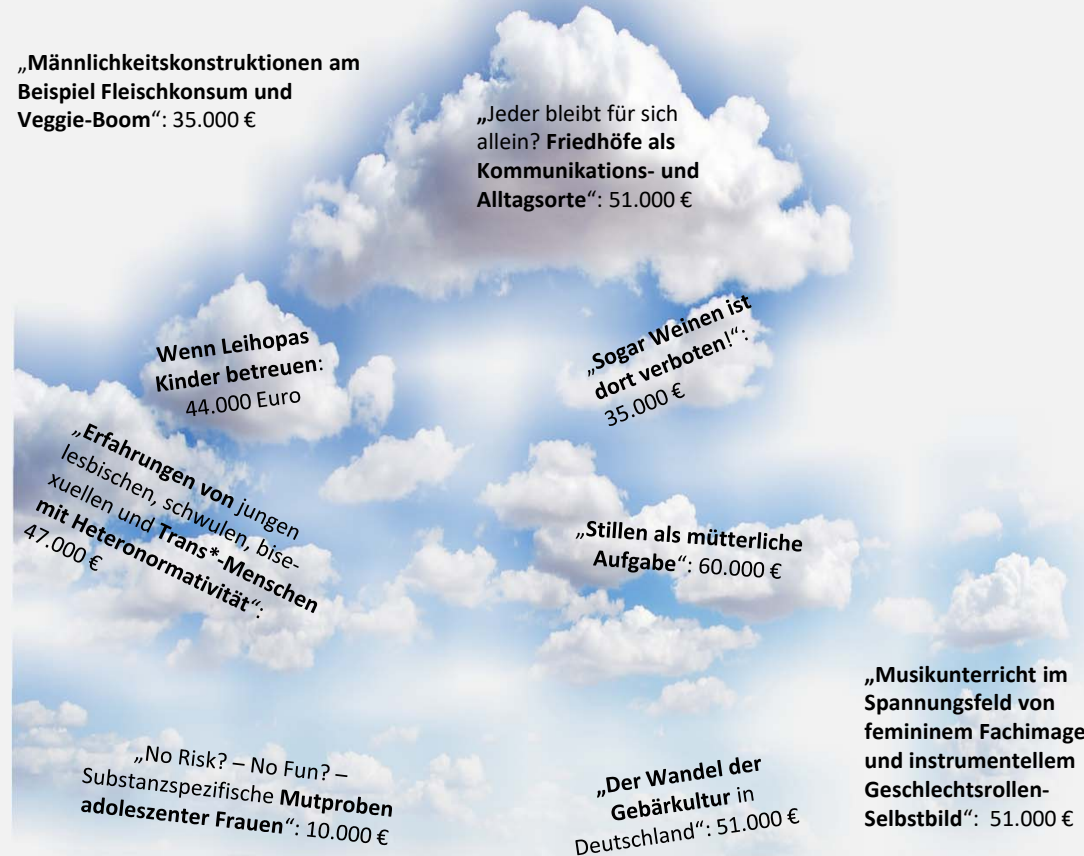 „Männlichkeitskonstruktionen am
Beispiel Fleischkonsum und
Veggie-Boom“: 35.000 €
„Jeder bleibt für sich
allein? Friedhöfe als
Kommunikations- und
Alltagsorte“: 51.000 €
Wenn Leihopas
Kinder betreuen:
44.000 Euro
„Sogar Weinen ist
dort verboten!“:
35.000 €
„Erfahrungen von jungen
lesbischen, schwulen, bise-
xuellen und Trans*-Menschen
mit Heteronormativität“:
47.000 €
„Stillen als mütterliche
Aufgabe“: 60.000 €
„Musikunterricht im
Spannungsfeld von
femininem Fachimage
und instrumentellem
Geschlechtsrollen-
Selbstbild“: 51.000 €
„No Risk? – No Fun? –
Substanzspezifische Mutproben
adoleszenter Frauen“: 10.000 €
„Der Wandel der
Gebärkultur in
Deutschland“: 51.000 €